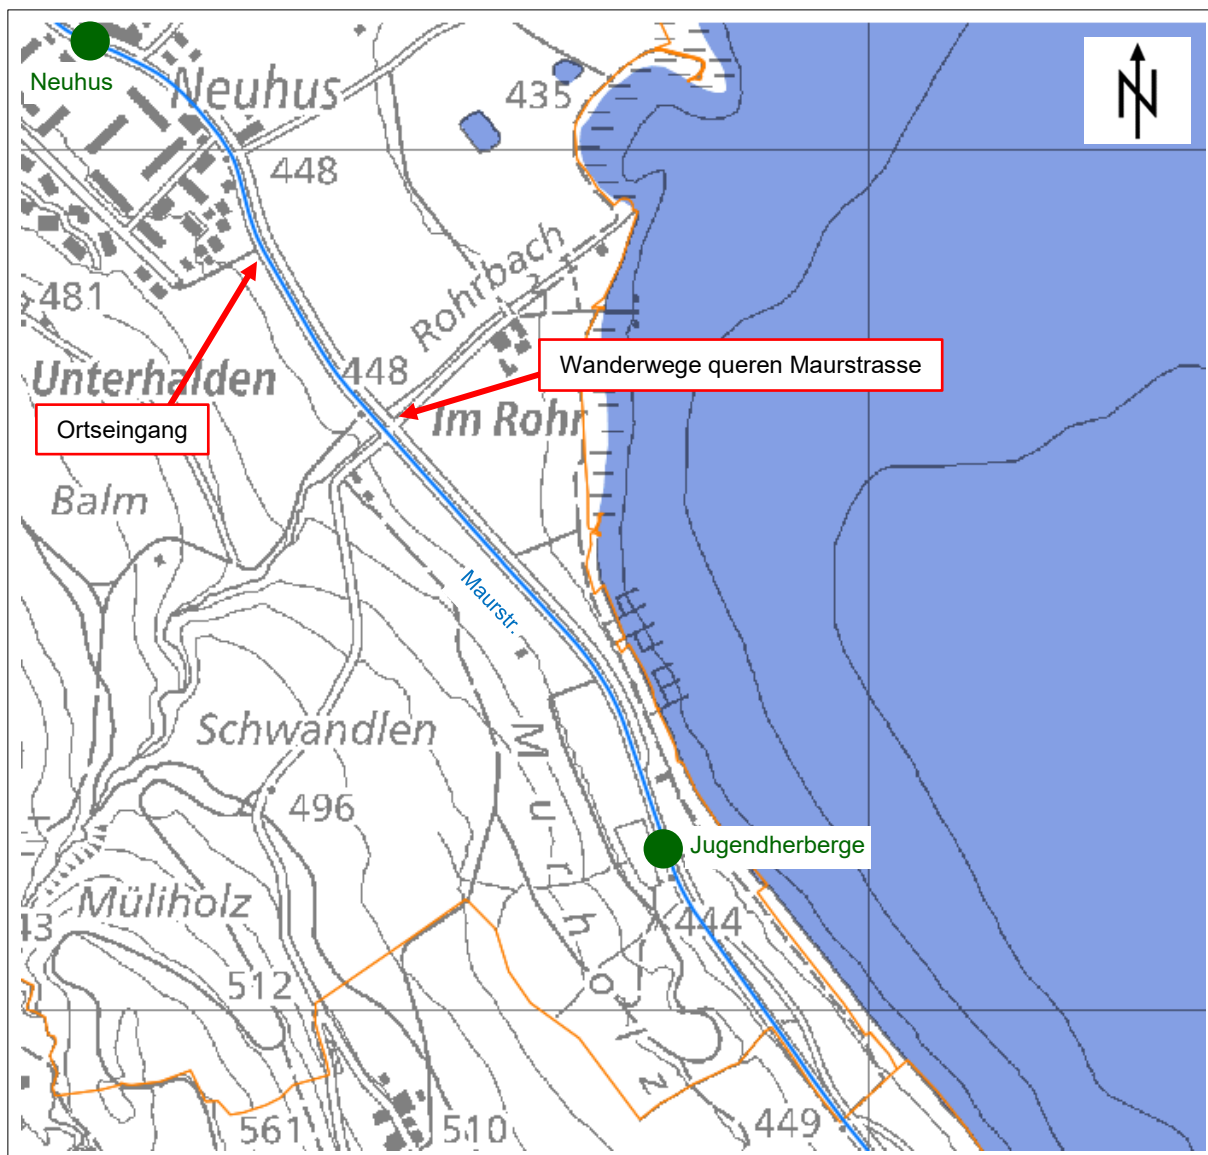 Neuhus
Neuhus
435
N
448
Rohrbach
481
Unterhalden
448
Wanderwege queren Maurstrasse
Ortseingang
Im Rohr
Balm
Maurstr.
Schwandlen
Murholz
496
Jugendherberge
Müliholz
444
43
512
561
510
449